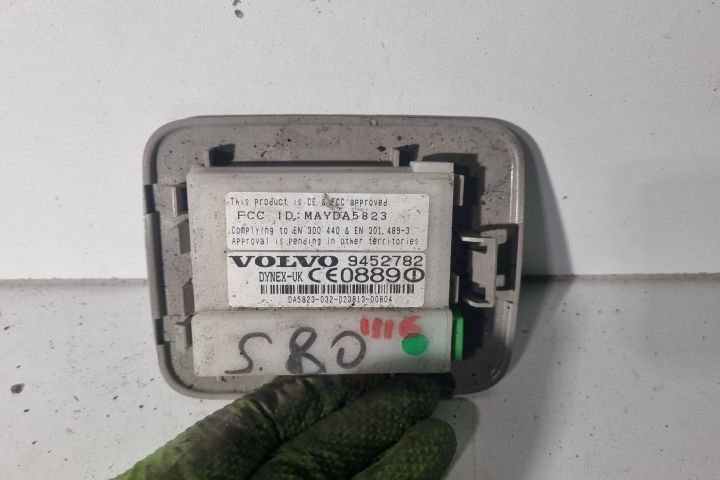 This product is CE & FCC approved
FCC ID:MAYDA5823
Complying to EN 300 440 & EN 301 489-3
Approval is pending in other territories
VOLVO 9452782
DYNEX-UK CE0889
DA5823-032-023813-00804
S80